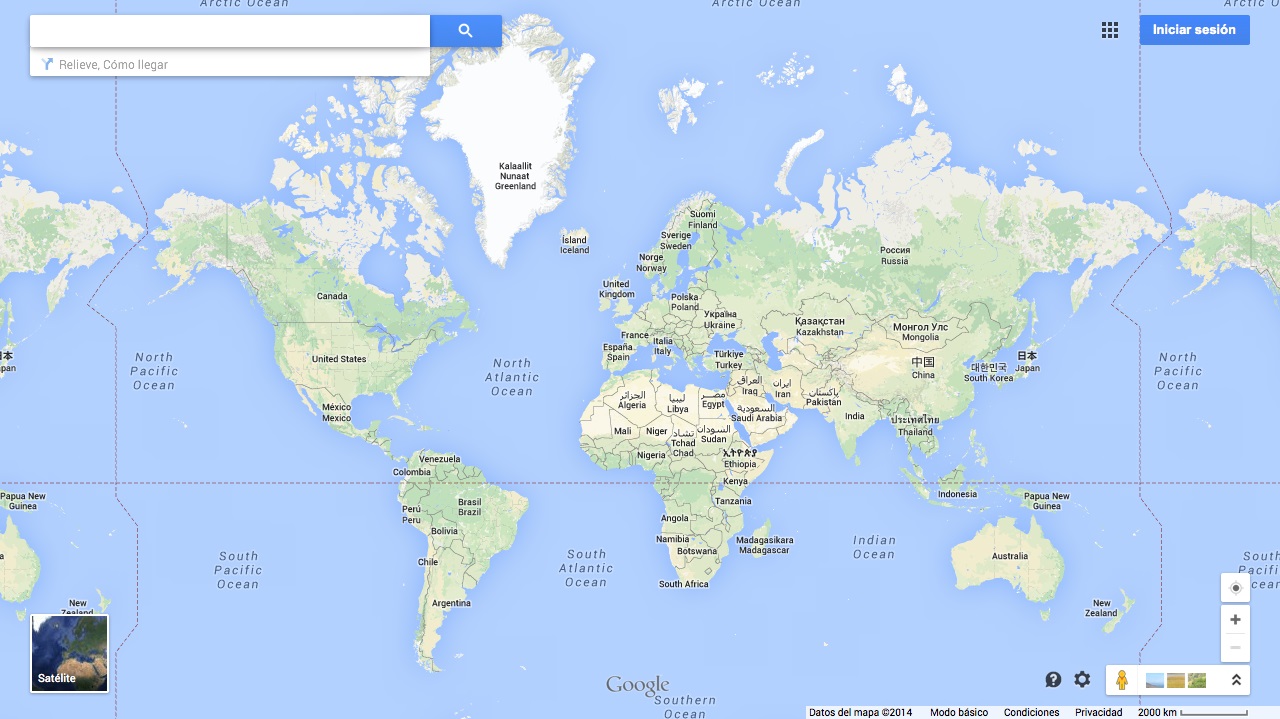 Arctic Ocean
Arctic Ocean
Arctic O
Iniciar sesión
Relieve, Cómo llegar
Kalaallit
Nunaat
Greenland
Ísland
Iceland
Suomi
Finland
Sverige
Sweden
Norge
Norway
Россия
Russia
United
Kingdom
Canada
Polska
Poland
Україна
Ukraine
Қазақстан
Kazakhstan
Монгол Улс
Mongolia
France
Italia
Italy
España
Spain
Türkiye
Turkey
中国
China
대한민국
South Korea
日本
Japan
本
pan
North
Pacific
Ocean
United States
North
Atlantic
Ocean
North
Pacific
Ocean
México
Mexico
الجزائر
Algeria
ليبيا
Libya
مصر
Egypt
العراق
Iraq
ایران
Iran
پاکستان
Pakistan
السعودية
Saudi Arabia
India
ประเทศไทย
Thailand
Mali
Niger
تشاد
Tchad
Chad
السودان
Sudan
Nigeria
ኢትዮጵያ
Ethiopia
Kenya
Tanzania
Venezuela
Colombia
Brasil
Brazil
Perú
Peru
Bolivia
Chile
Argentina
Angola
Namibia
Botswana
South Africa
Madagasikara
Madagascar
Indonesia
Papua New
Guinea
Papua New
Guinea
Australia
a
South
Pacific
Ocean
South
Atlantic
Ocean
Indian
Ocean
South
Pacifi
Ocean
New
Zealand
New
Zealand
Satélite
Google
Southern
Ocean
Datos del mapa ©2014 Modo básico Condiciones Privacidad 2000 km